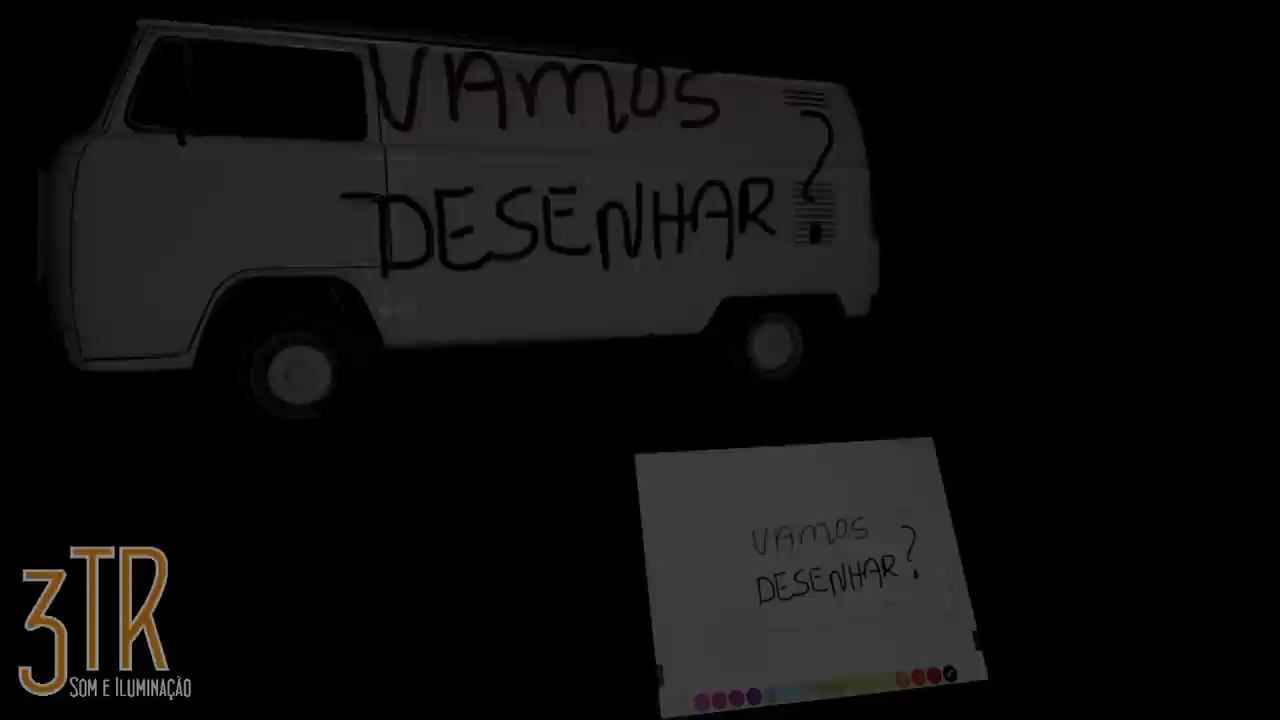 VAMOS
DESENHAR?
VAMOS
DESENHAR?
3TR
SOM E ILUMINAÇÃO